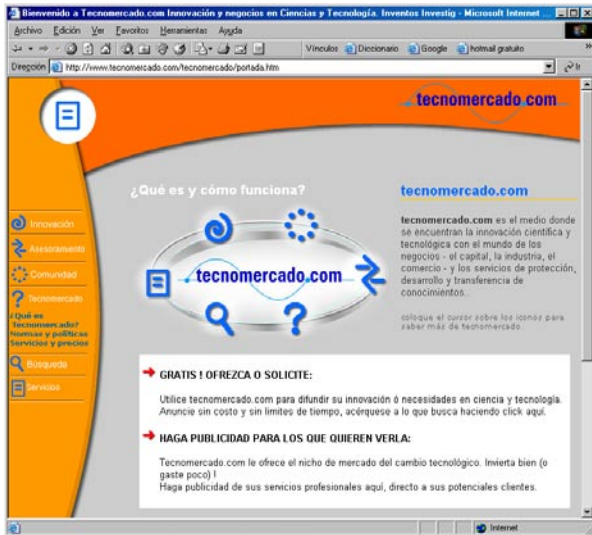 Bienvenido a Tecnomercado.com Innovación y negocios en Ciencias y Tecnología. Inventos Investig - Microsoft Internet ...
Archivo Edición Ver Favoritos Herramientas Ayuda
Vínculos Diccionario Google hotmail gratuito
Dirección http://www.tecnomercado.com/tecnomercado/portada.htm Ir
tecnomercado.com
¿Qué es y cómo funciona?
tecnomercado.com
Innovación
Asesoramiento
Comunidad
Tecnomercado
¿Qué es
Tecnomercado?
Normas y políticas
Servicios y precios
Búsqueda
Servicios
tecnomercado.com
tecnomercado.com es el medio donde
se encuentran la innovación científica y
tecnológica con el mundo de los
negocios - el capital, la industria, el
comercio - y los servicios de protección,
desarrollo y transferencia de
conocimientos.
coloque el cursor sobre los iconos para
saber más de tecnomercado.
GRATIS ! OFREZCA O SOLICITE:
Utilice tecnomercado.com para difundir su innovación ó necesidades en ciencia y tecnología.
Anuncie sin costo y sin limites de tiempo, acérquese a lo que busca haciendo click aquí.
HAGA PUBLICIDAD PARA LOS QUE QUIEREN VERLA:
Tecnomercado.com le ofrece el nicho de mercado del cambio tecnológico. Invierta bien (o
gaste poco) !
Haga publicidad de sus servicios profesionales aquí, directo a sus potenciales clientes.
Internet